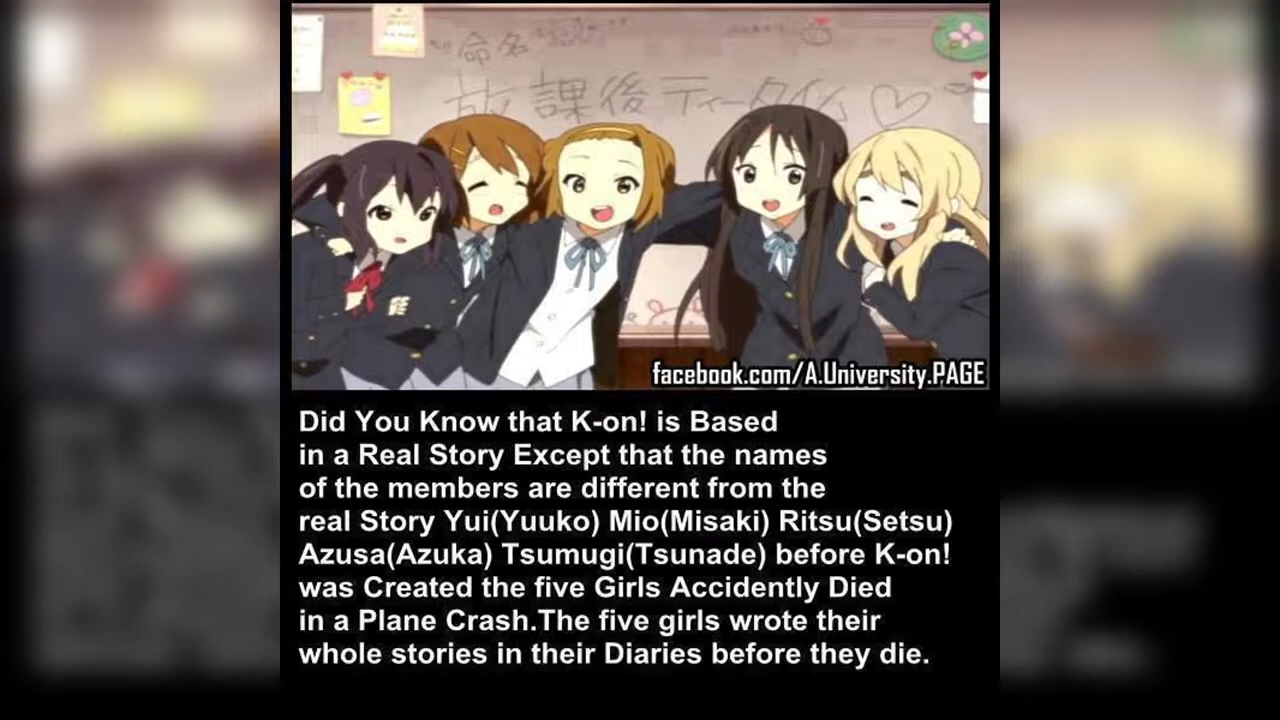 命名
放課後ティータイム♡
facebook.com/A.University.PAGE
Did You Know that K-on! is Based
in a Real Story Except that the names
of the members are different from the
real Story Yui(Yuuko) Mio(Misaki) Ritsu(Setsu)
Azusa(Azuka) Tsumugi(Tsunade) before K-on!
was Created the five Girls Accidently Died
in a Plane Crash.The five girls wrote their
whole stories in their Diaries before they die.